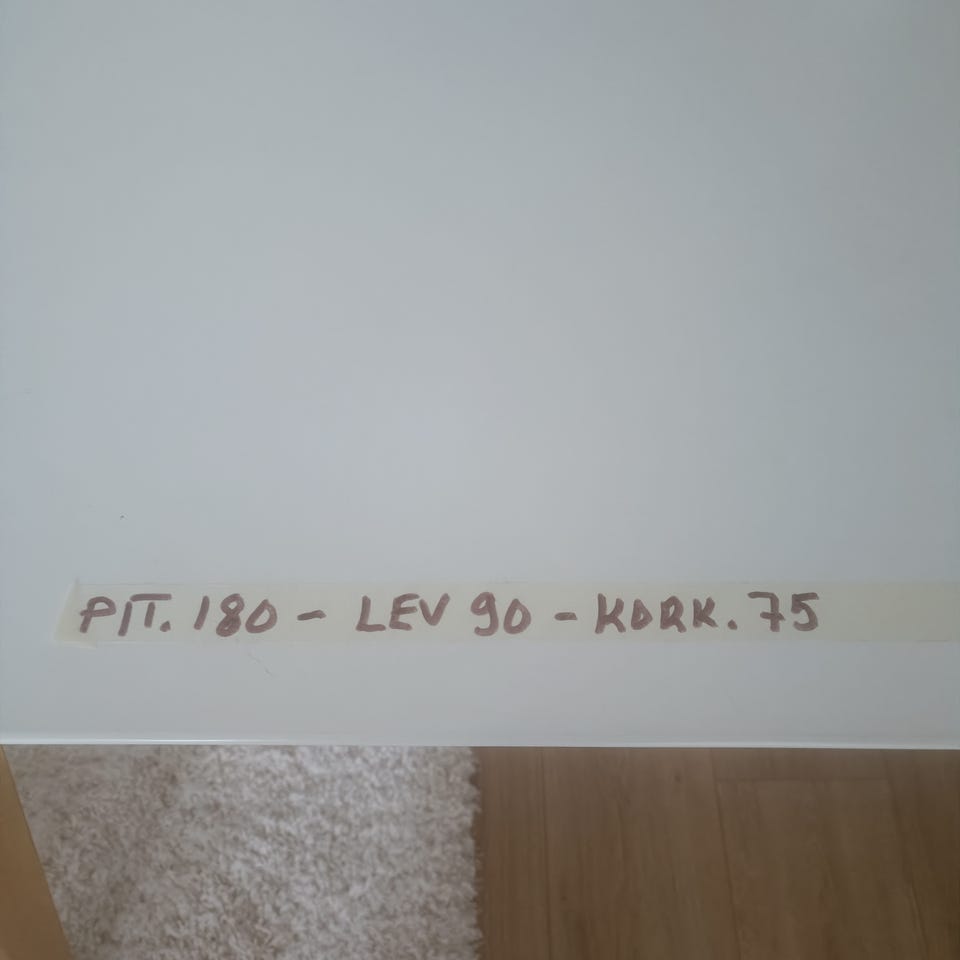 PIT. 180 - LEV 90 - KORK. 75